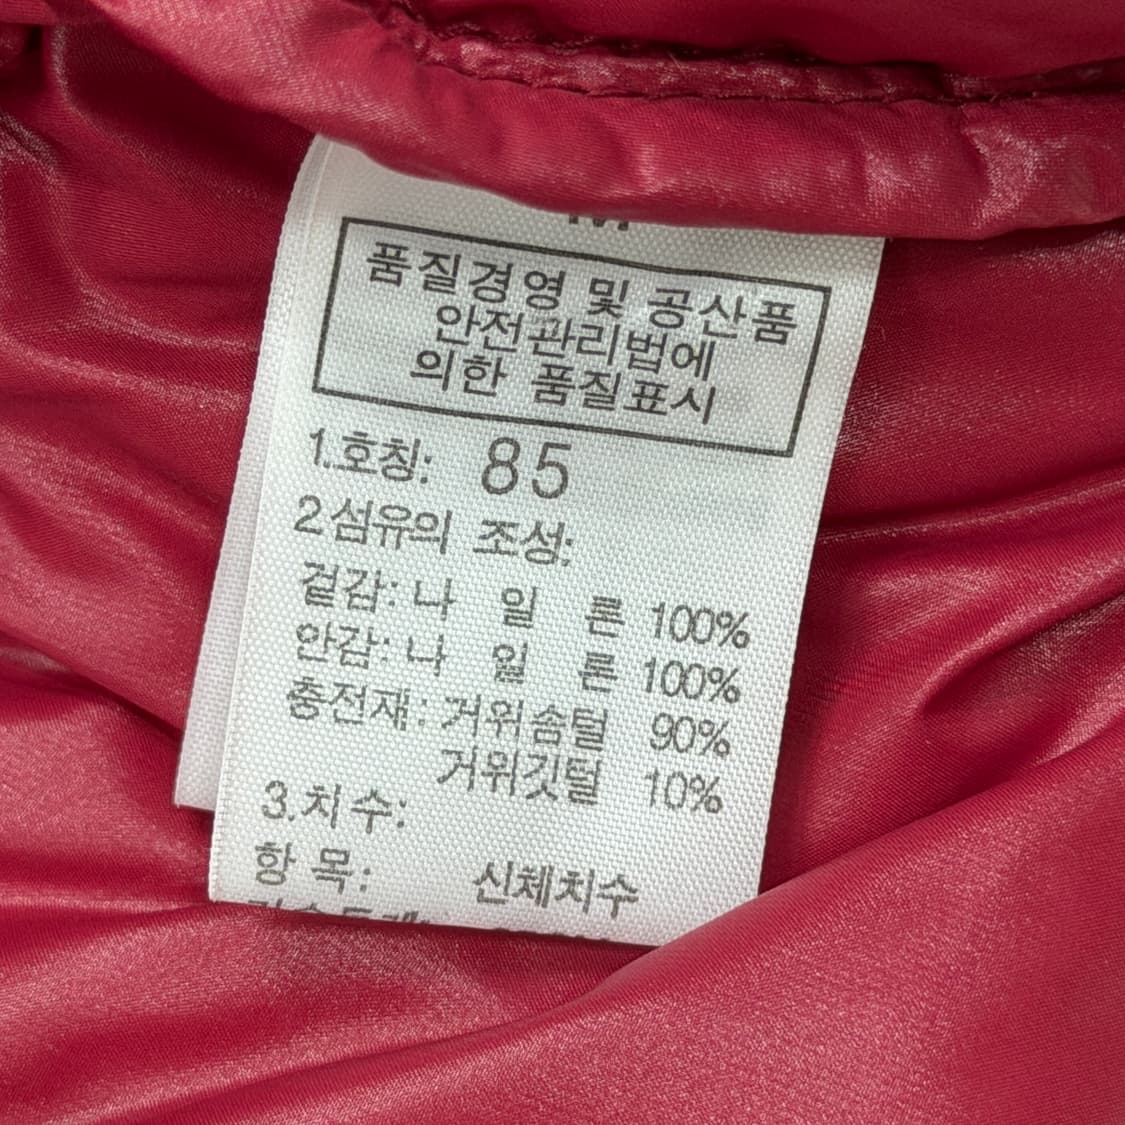 품질경영 및 공산품
안전관리법에
의한 품질표시
1.호칭: 85
2.섬유의 조성:
겉감: 나 일 론 100%
안감: 나 일 론 100%
충전재: 거위솜털 90%
거위깃털 10%
3.치수:
항 목: 신체치수